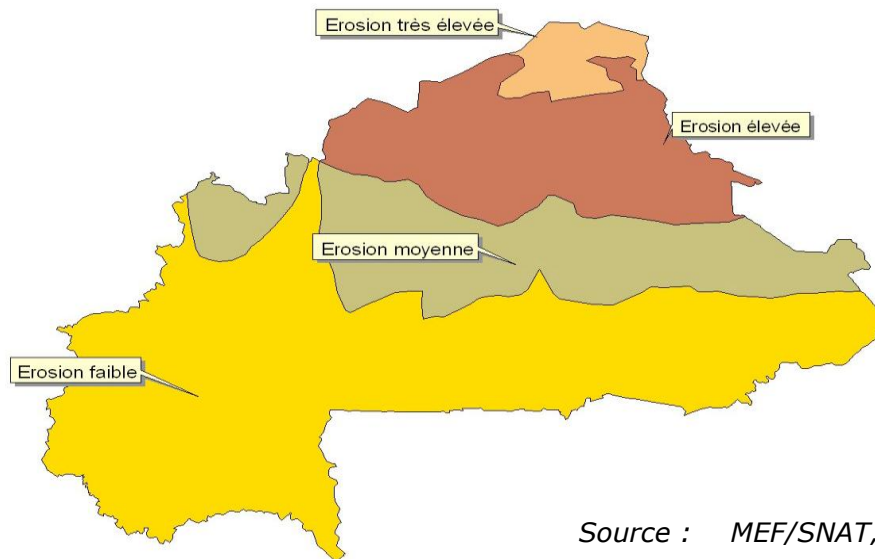 Erosion très élevée
Erosion élevée
Erosion moyenne
Erosion faible
Source : MEF/SNAT,